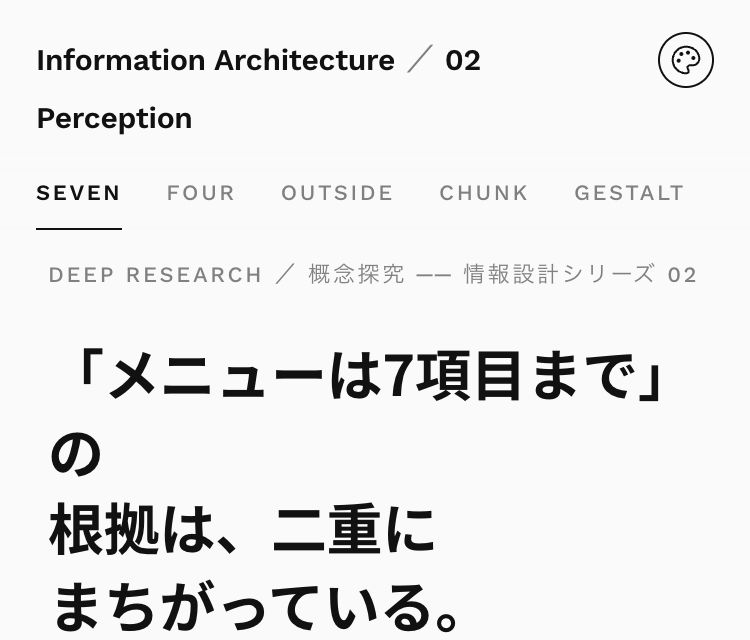 Information Architecture ／ 02
Perception
SEVEN FOUR OUTSIDE CHUNK GESTALT
DEEP RESEARCH ／ 概念探究 —— 情報設計シリーズ 02
「メニューは7項目まで」
の
根拠は、二重に
まちがっている。